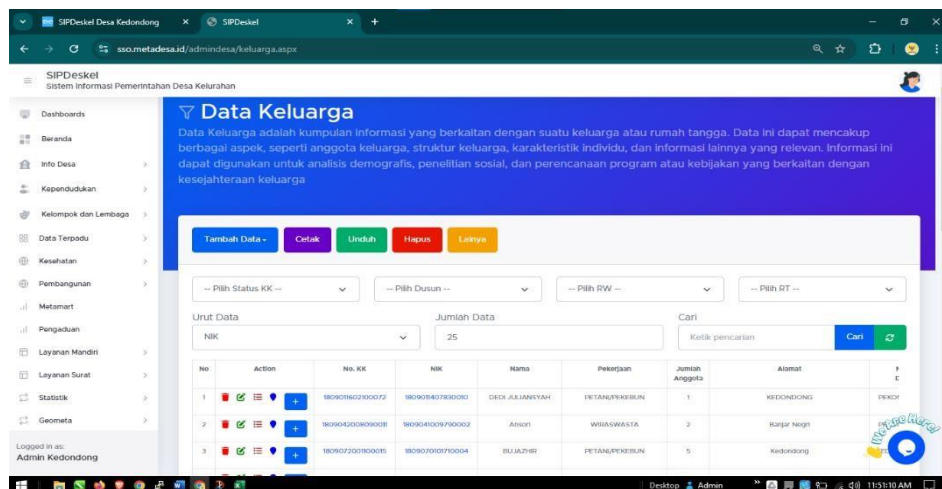 SIPDeskel Desa Kedondong
SIPDeskel
sso.metadesa.id/admindesa/keluarga.aspx
SIPDeskel
Sistem Informasi Pemerintahan Desa Kelurahan
Dashboards
Beranda
Info Desa
Kependudukan
Kelompok dan Lembaga
Data Terpadu
Kesehatan
Pembangunan
Metamart
Pengaduan
Layanan Mandiri
Layanan Surat
Statistik
Geometa
Logged in as:
Admin Kedondong
Data Keluarga
Data Keluarga adalah kumpulan informasi yang berkaitan dengan suatu keluarga atau rumah tangga. Data ini dapat mencakup
berbagai aspek, seperti anggota keluarga, struktur keluarga, karakteristik individu, dan informasi lainnya yang relevan. Informasi ini
dapat digunakan untuk analisis demografis, penelitian sosial, dan perencanaan program atau kebijakan yang berkaitan dengan
kesejahteraan keluarga
Tambah Data Cetak Unduh Hapus Lainya
-- Pilih Status KK -- -- Pilih Dusun -- -- Pilih RW -- -- Pilih RT --
Urut Data Jumlah Data Cari
NIK 25 Ketik pencarian Cari
No Action No. KK NIK Nama Pekerjaan Jumlah Anggota Alamat
1 1809011602100072 1809011407830010 DEDI JULIANSYAH PETANI/PEKEBUN 1 KEDONDONG
2 1809042008090011 1809041009790002 Ansori WIRASWASTA 2 Banjar Negri
3 1809072001100015 1809070101710004 BUJAZHIR PETANI/PEKEBUN 5 Kedondong
We Are Here!
Desktop Admin 11:51:10 AM